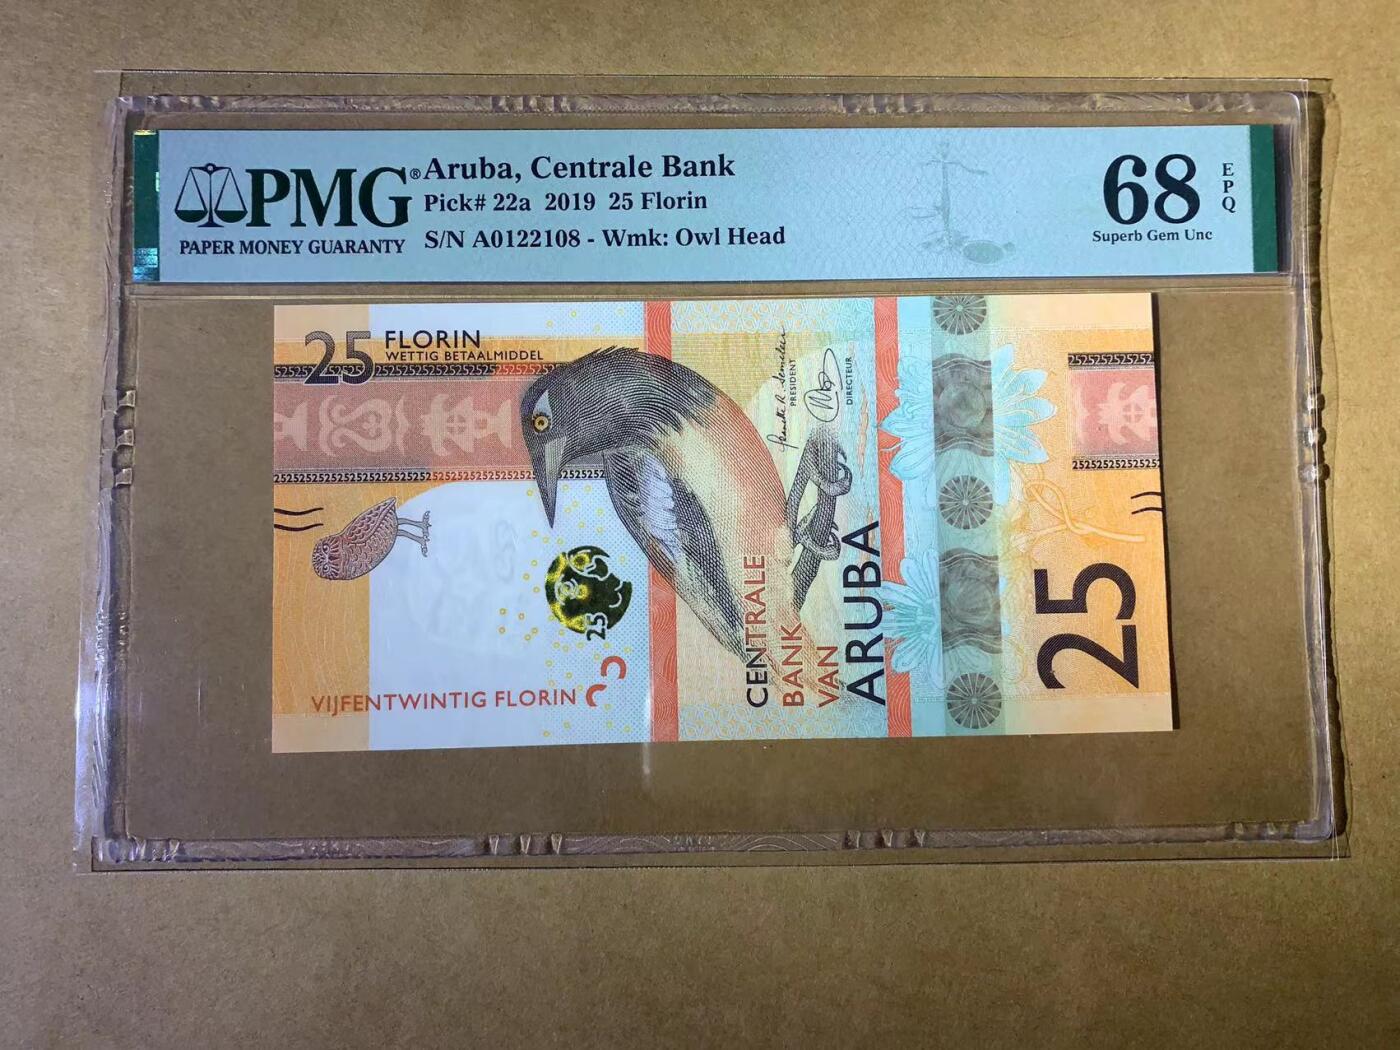 PMG®
PAPER MONEY GUARANTY
Aruba, Centrale Bank
Pick# 22a 2019 25 Florin
S/N A0122108 - Wmk: Owl Head
68
EPQ
Superb Gem Unc
25 FLORIN
WETTIG BETAALMIDDEL
PRESIDENT
DIRECTEUR
25
VIJFENTWINTIG FLORIN
CENTRALE
BANK
VAN
ARUBA
25